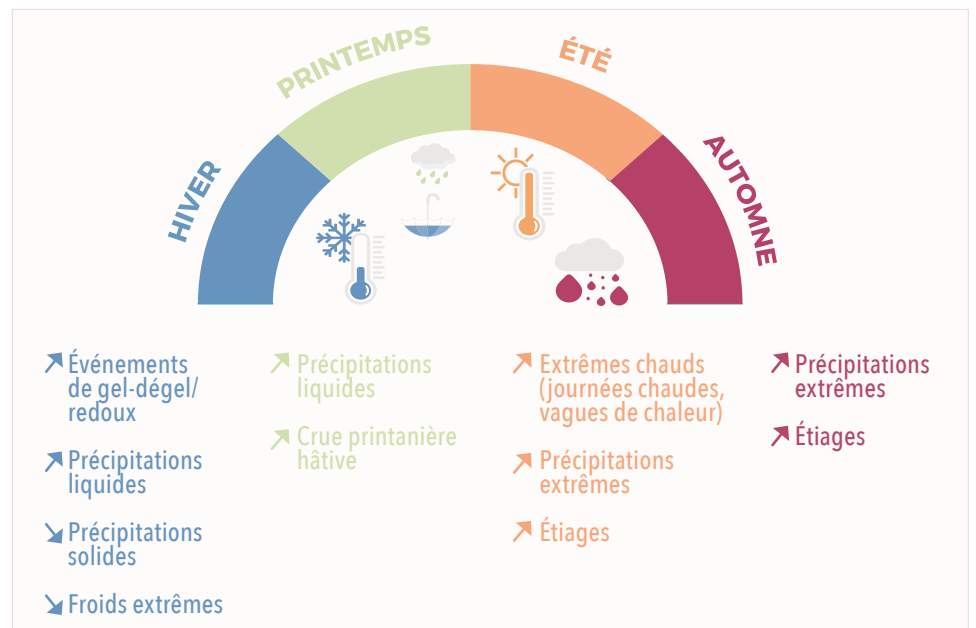 PRINTEMPS
ÉTÉ
HIVER
AUTOMNE
Événements
de gel-dégel/
redoux
Précipitations
liquides
Précipitations
solides
Froids extrêmes
Précipitations
liquides
Crue printanière
hâtive
Extrêmes chauds
(journées chaudes,
vagues de chaleur)
Précipitations
extrêmes
Étiages
Précipitations
extrêmes
Étiages